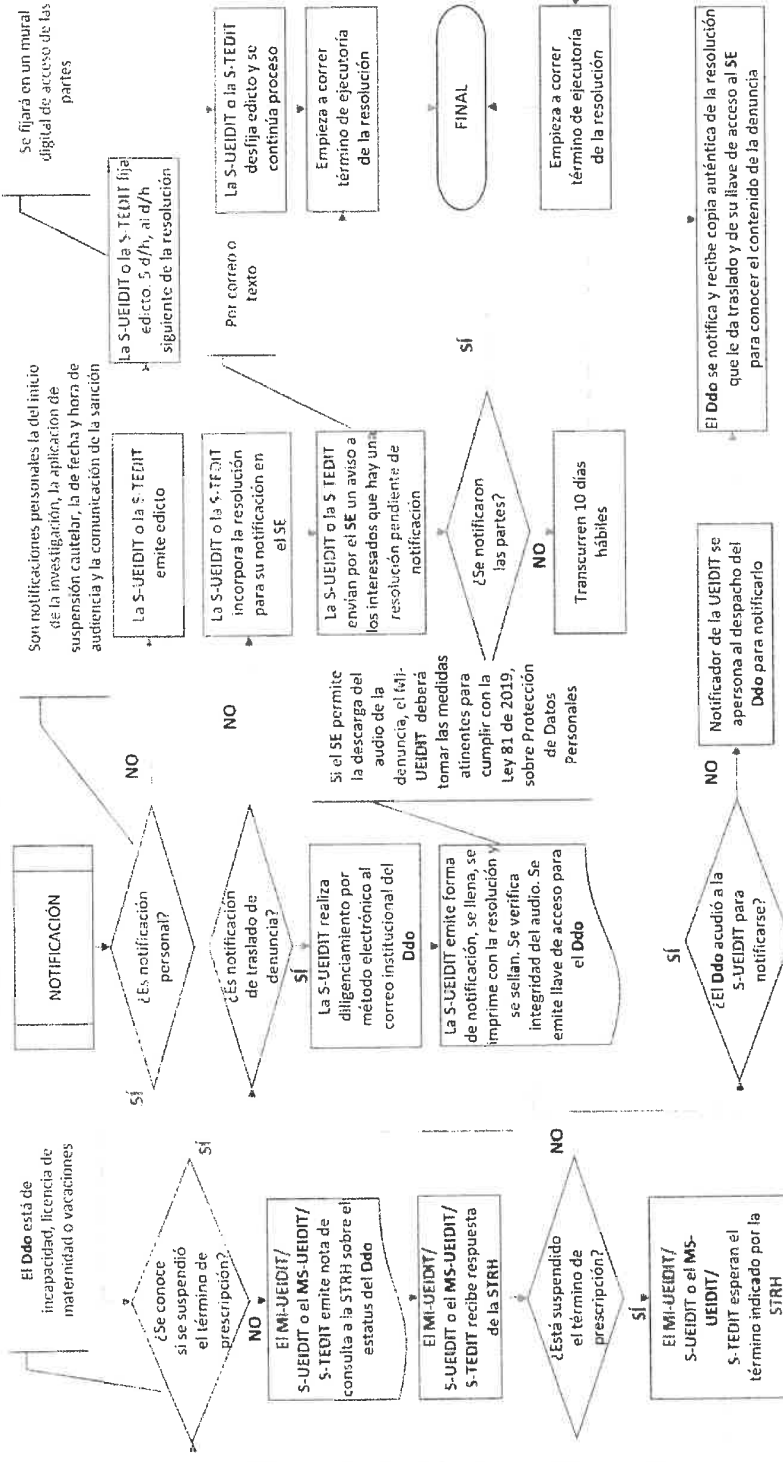 El Ddo está de
incapacidad, licencia de
maternidad o vacaciones
¿Se conoce
si se suspendió
el término de
prescripción?
SÍ
NO
El MI-UEIDIT/
S-UEIDIT o el MS-UEIDIT/
S-TEDIT emite nota de
consulta a la STRH sobre el
estatus del Ddo
El MI-UEIDIT/
S-UEIDIT o el MS-UEIDIT/
S-TEDIT recibe respuesta
de la STRH
¿Está suspendido
el término de
prescripción?
NO
SÍ
El MI-UEIDIT/
S-UEIDIT o el MS-
UEIDIT/
S-TEDIT esperan el
término indicado por la
STRH
NOTIFICACIÓN
SÍ
¿Es notificación
personal?
NO
¿Es notificación
de traslado de
denuncia?
NO
SÍ
La S-UEIDIT realiza
diligenciamiento por
método electrónico al
correo institucional del
Ddo
La S-UEIDIT emite forma
de notificación, se llena, se
imprime con la resolución y
se sellan. Se verifica
integridad del audio. Se
emite llave de acceso para
el Ddo
SÍ
¿El Ddo acudió a la
S-UEIDIT para
notificarse?
NO
Son notificaciones personales la del inicio
de la investigación, la aplicación de
suspensión cautelar, la de fecha y hora de
audiencia y la comunicación de la sanción
La S-UEIDIT o la S-TEDIT
emite edicto
La S-UEIDIT o la S-TEDIT
incorpora la resolución
para su notificación en
el SE
La S-UEIDIT o la S-TEDIT
envían por el SE un aviso a
los interesados que hay una
resolución pendiente de
notificación
Si el SE permite
la descarga del
audio de la
denuncia, el MI-
UEIDIT deberá
tomar las medidas
atinentes para
cumplir con la
Ley 81 de 2019,
sobre Protección
de Datos
Personales
¿Se notificaron
las partes?
SÍ
NO
Transcurren 10 días
hábiles
Notificador de la UEIDIT se
apersona al despacho del
Ddo para notificarlo
Se fijará en un mural
digital de acceso de las
partes
La S-UEIDIT o la S-TEDIT fija
edicto. 5 d/h, al d/h
siguiente de la resolución
Por correo o
texto
La S-UEIDIT o la S-TEDIT
desfija edicto y se
continúa proceso
Empieza a correr
término de ejecutoría
de la resolución
FINAL
Empieza a correr
término de ejecutoría
de la resolución
El Ddo se notifica y recibe copia auténtica de la resolución
que le da traslado y de su llave de acceso al SE
para conocer el contenido de la denuncia